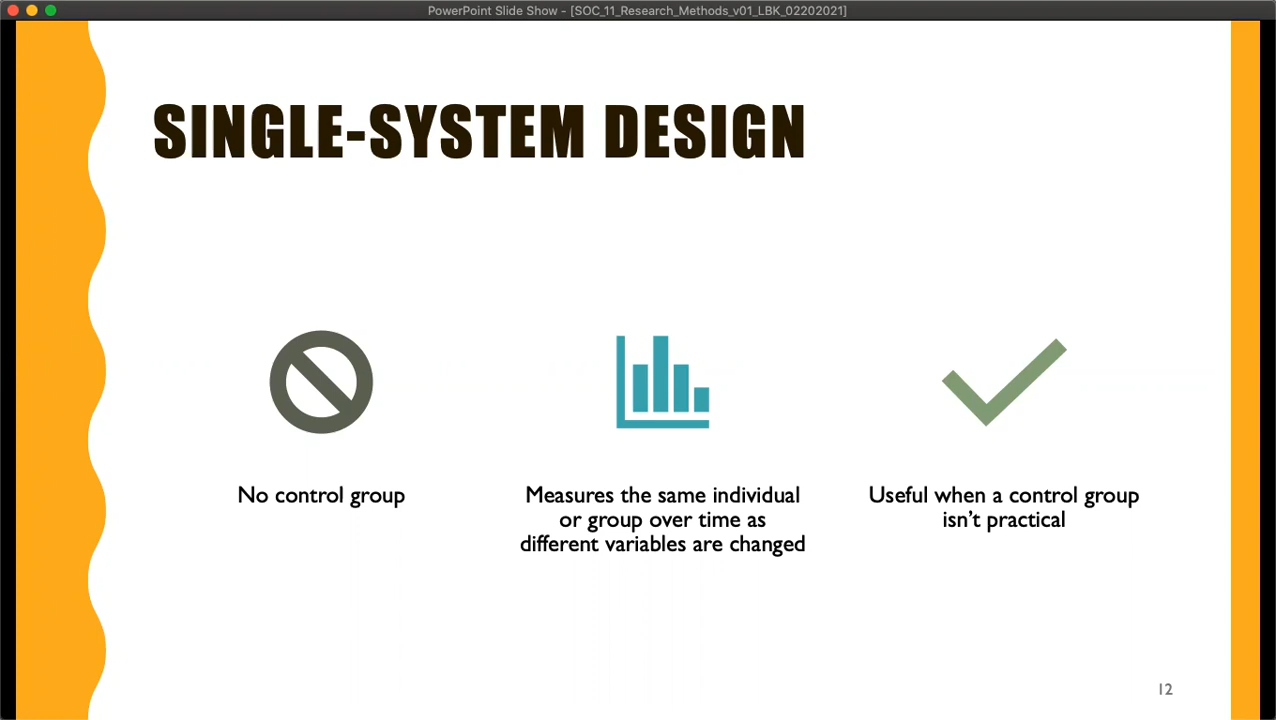 PowerPoint Slide Show - [SOC_11_Research_Methods_v01_LBK_02202021]
SINGLE-SYSTEM DESIGN
No control group
Measures the same individual
or group over time as
different variables are changed
Useful when a control group
isn’t practical
12